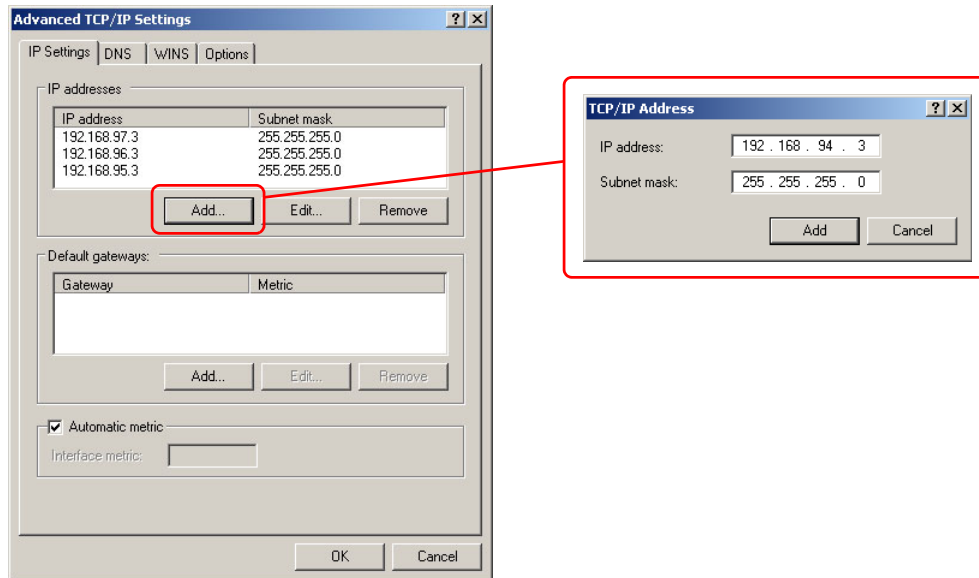 Advanced TCP/IP Settings
IP Settings DNS WINS Options
IP addresses
IP address Subnet mask
192.168.97.3 255.255.255.0
192.168.96.3 255.255.255.0
192.168.95.3 255.255.255.0
Add... Edit... Remove
Default gateways:
Gateway Metric
Add... Edit... Remove
Automatic metric
Interface metric:
OK Cancel
TCP/IP Address
IP address: 192 . 168 . 94 . 3
Subnet mask: 255 . 255 . 255 . 0
Add Cancel